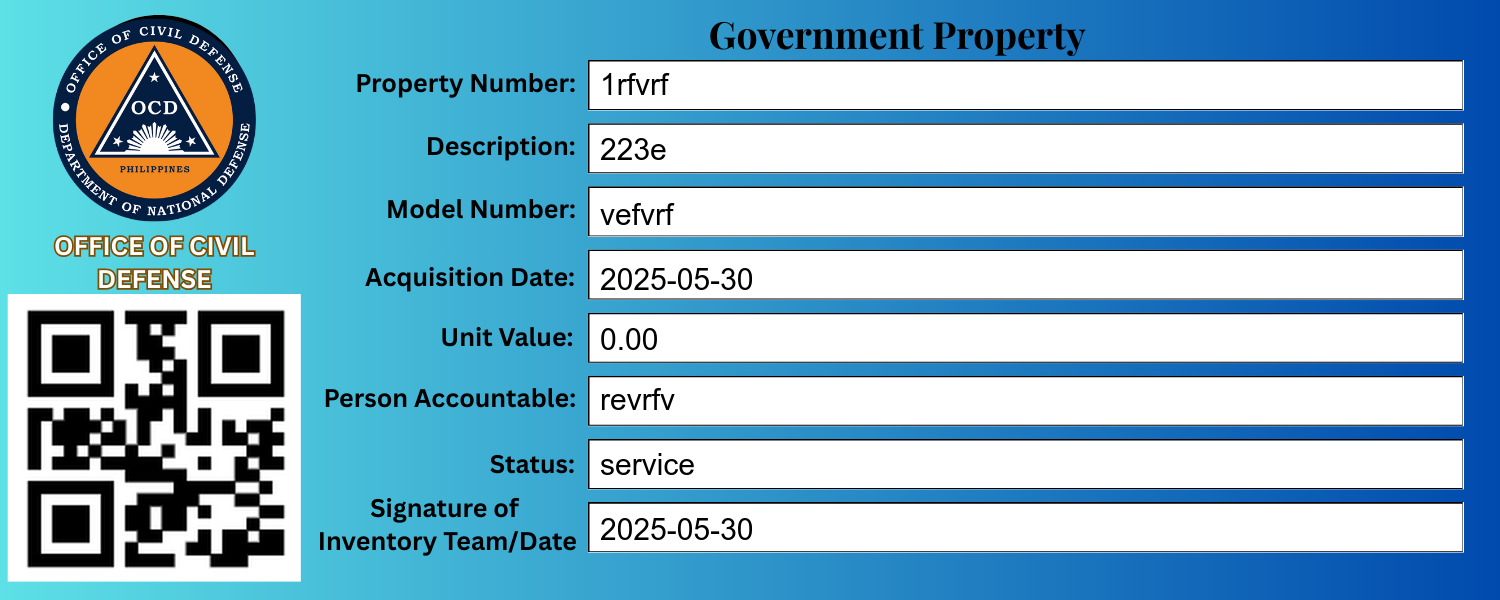 OFFICE OF CIVIL DEFENSE
OCD
PHILIPPINES
DEPARTMENT OF NATIONAL DEFENSE
OFFICE OF CIVIL
DEFENSE
Government Property
Property Number: 1rfvrf
Description: 223e
Model Number: vefvrf
Acquisition Date: 2025-05-30
Unit Value: 0.00
Person Accountable: revrfv
Status: service
Signature of
Inventory Team/Date 2025-05-30